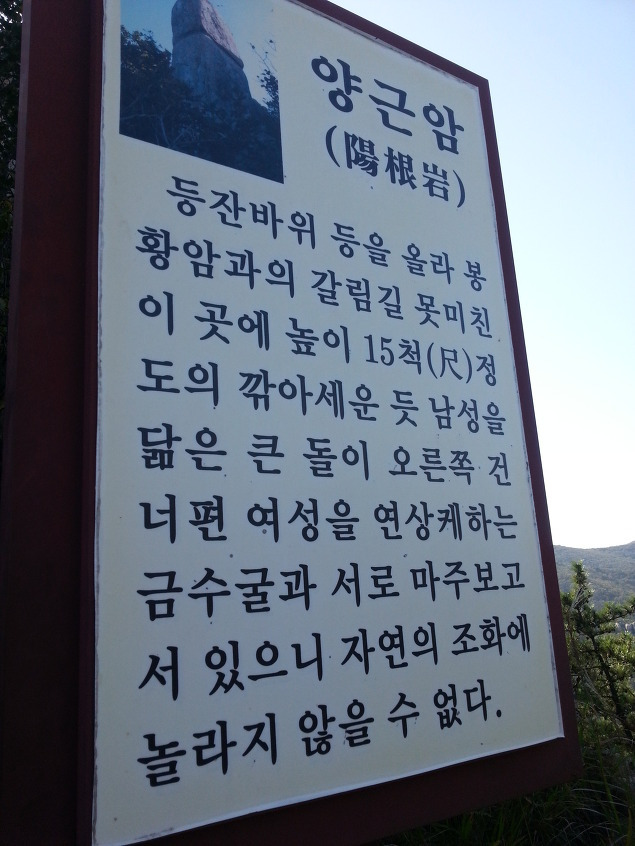 양근암
(陽根岩)
등잔바위 등을 올라 봉
황암과의 갈림길 못미친
이 곳에 높이 15척(尺)정
도의 깎아세운 듯 남성을
닮은 큰 돌이 오른쪽 건
너편 여성을 연상케하는
금수굴과 서로 마주보고
서 있으니 자연의 조화에
놀라지 않을 수 없다.